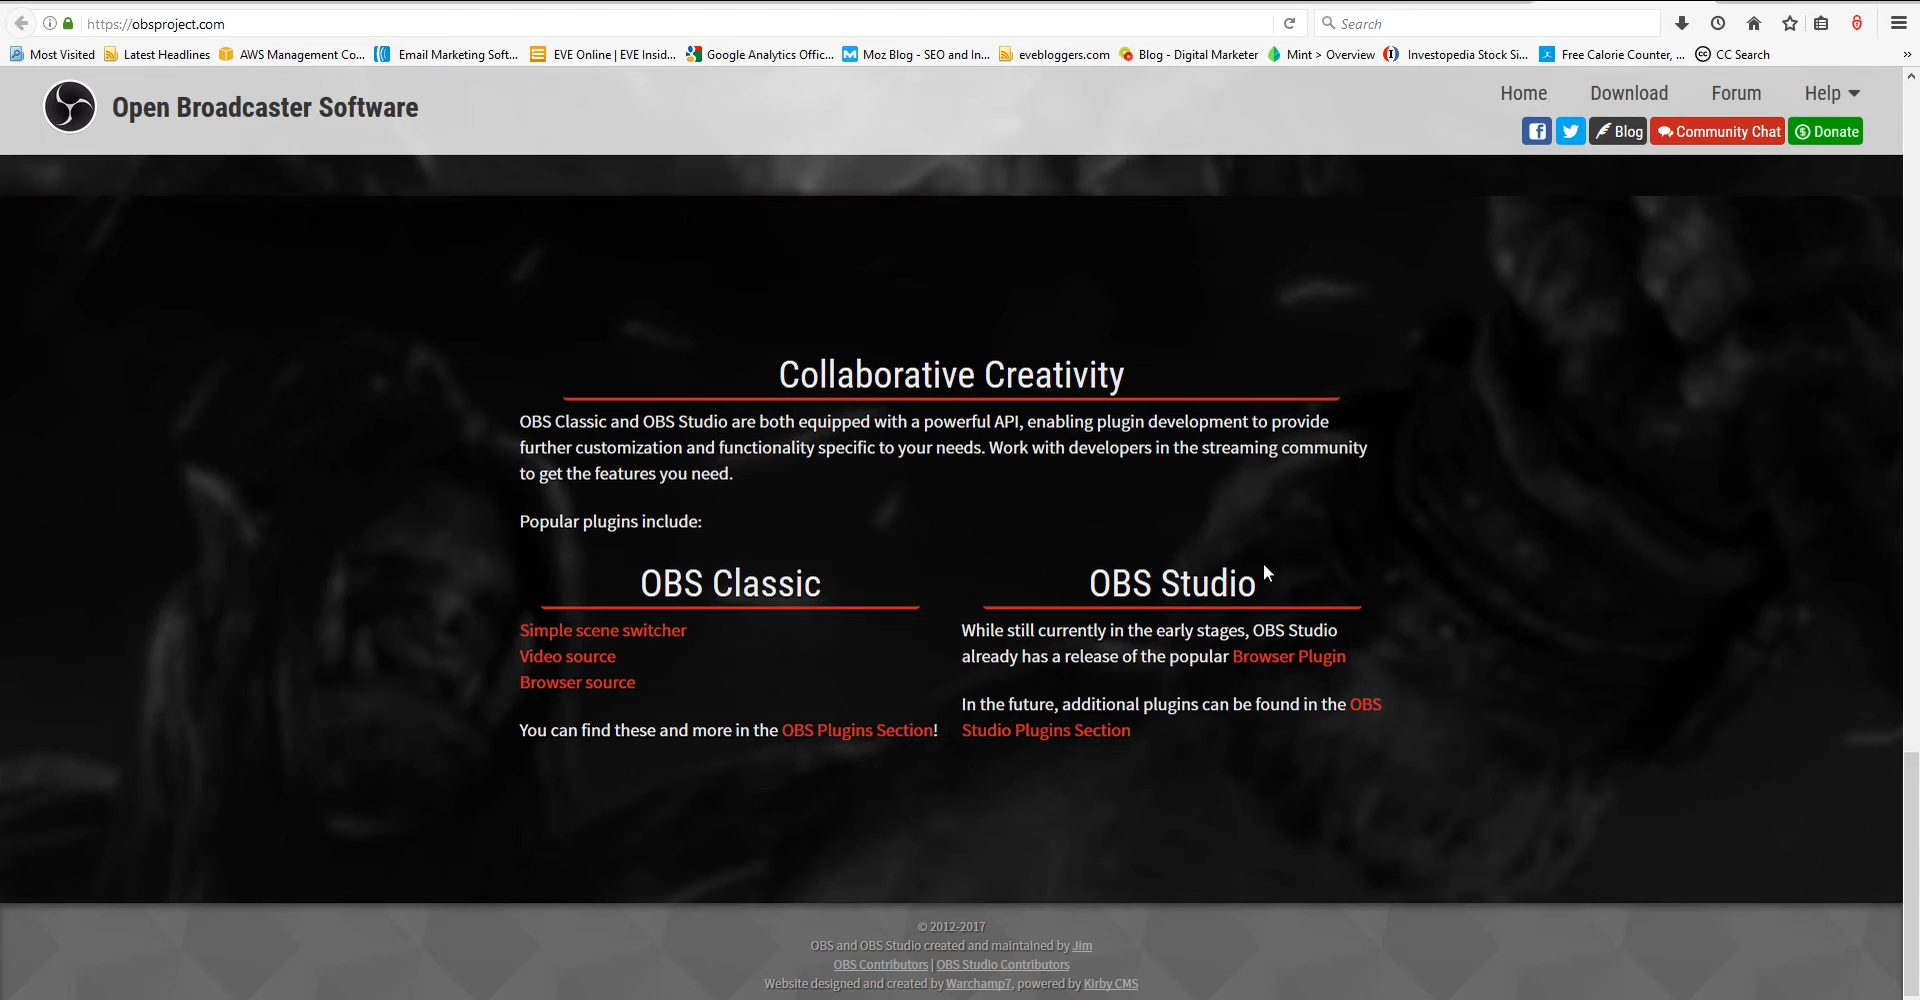 https://obsproject.com
Search
Most Visited
Latest Headlines
AWS Management Co...
Email Marketing Soft...
EVE Online | EVE Insid...
Google Analytics Offic...
Moz Blog - SEO and In...
evebloggers.com
Blog - Digital Marketer
Mint > Overview
Investopedia Stock Si...
Free Calorie Counter, ...
CC Search
Open Broadcaster Software
Home
Download
Forum
Help
Blog
Community Chat
Donate
Collaborative Creativity
OBS Classic and OBS Studio are both equipped with a powerful API, enabling plugin development to provide
further customization and functionality specific to your needs. Work with developers in the streaming community
to get the features you need.
Popular plugins include:
OBS Classic
Simple scene switcher
Video source
Browser source
You can find these and more in the OBS Plugins Section!
OBS Studio
While still currently in the early stages, OBS Studio
already has a release of the popular Browser Plugin
In the future, additional plugins can be found in the OBS
Studio Plugins Section
© 2012-2017
OBS and OBS Studio created and maintained by Jim
OBS Contributors | OBS Studio Contributors
Website designed and created by Warchamp7, powered by Kirby CMS